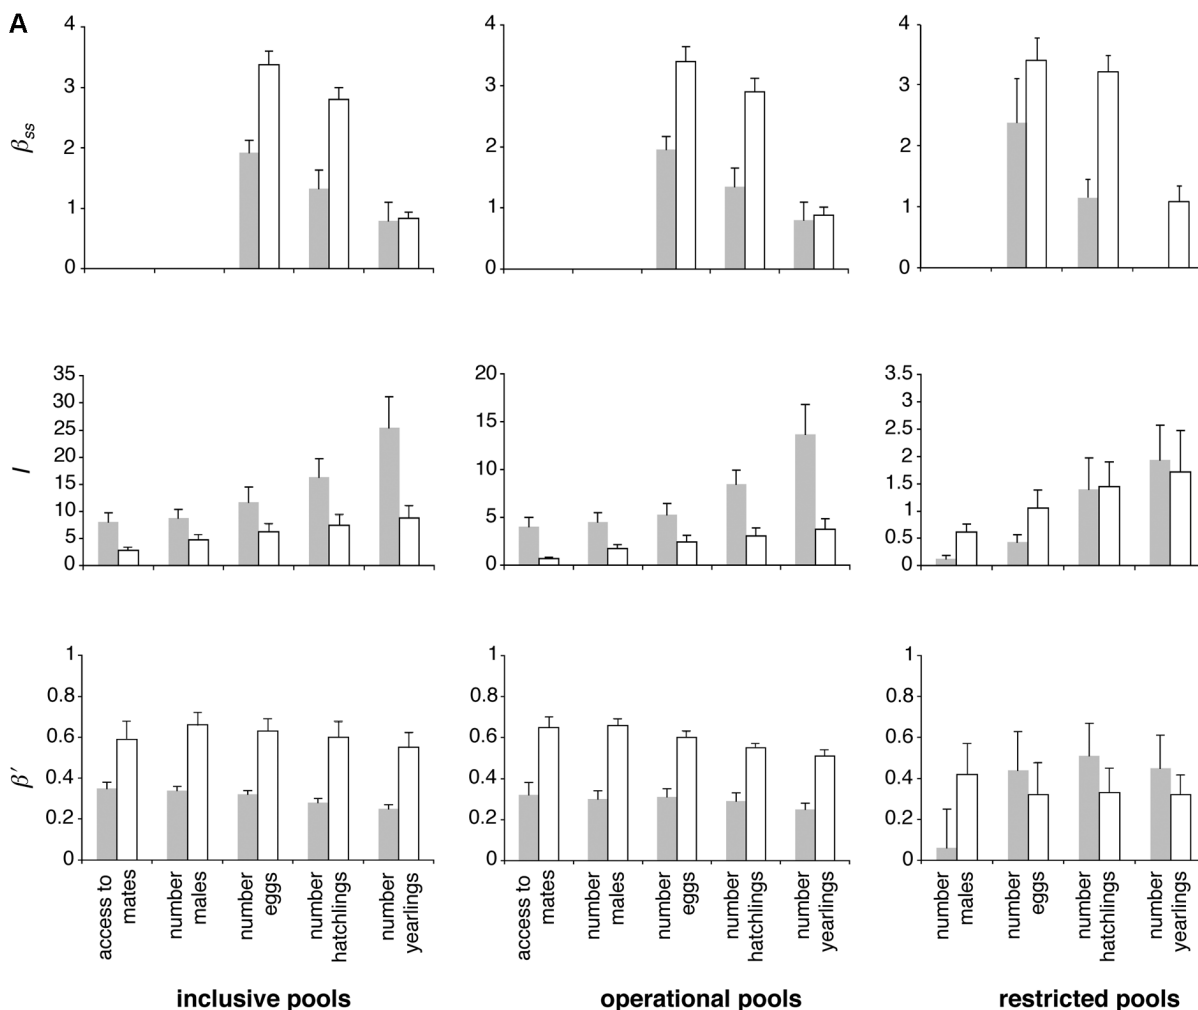 A
β_ss
4
3
2
1
0
4
3
2
1
0
4
3
2
1
0
I
35
30
25
20
15
10
5
0
20
15
10
5
0
3.5
3
2.5
2
1.5
1
0.5
0
β′
1
0.8
0.6
0.4
0.2
0
1
0.8
0.6
0.4
0.2
0
1
0.8
0.6
0.4
0.2
0
access to
mates
number
males
number
eggs
number
hatchlings
number
yearlings
access to
mates
number
males
number
eggs
number
hatchlings
number
yearlings
number
males
number
eggs
number
hatchlings
number
yearlings
inclusive pools
operational pools
restricted pools